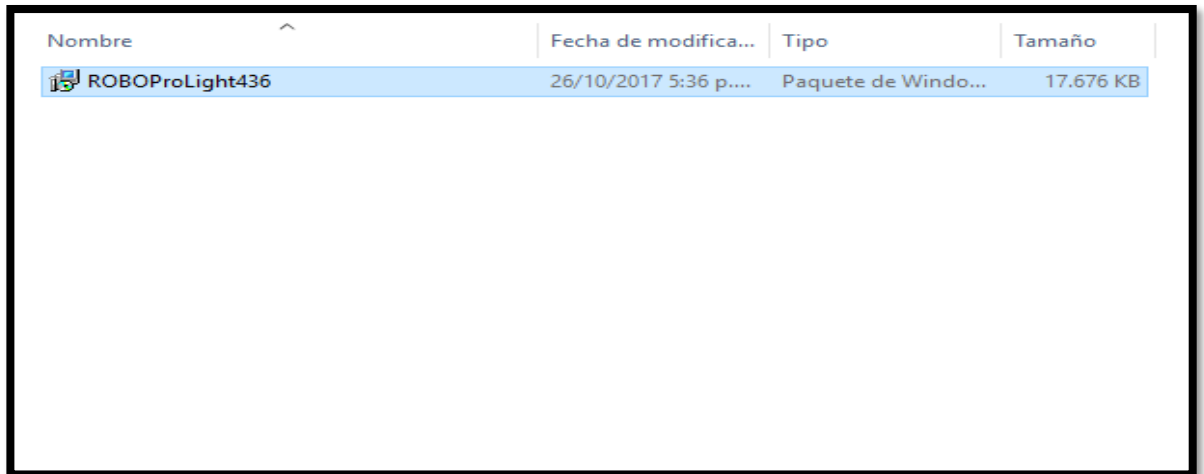 Nombre Fecha de modifica... Tipo Tamaño
ROBOProLight436 26/10/2017 5:36 p.... Paquete de Windo... 17.676 KB